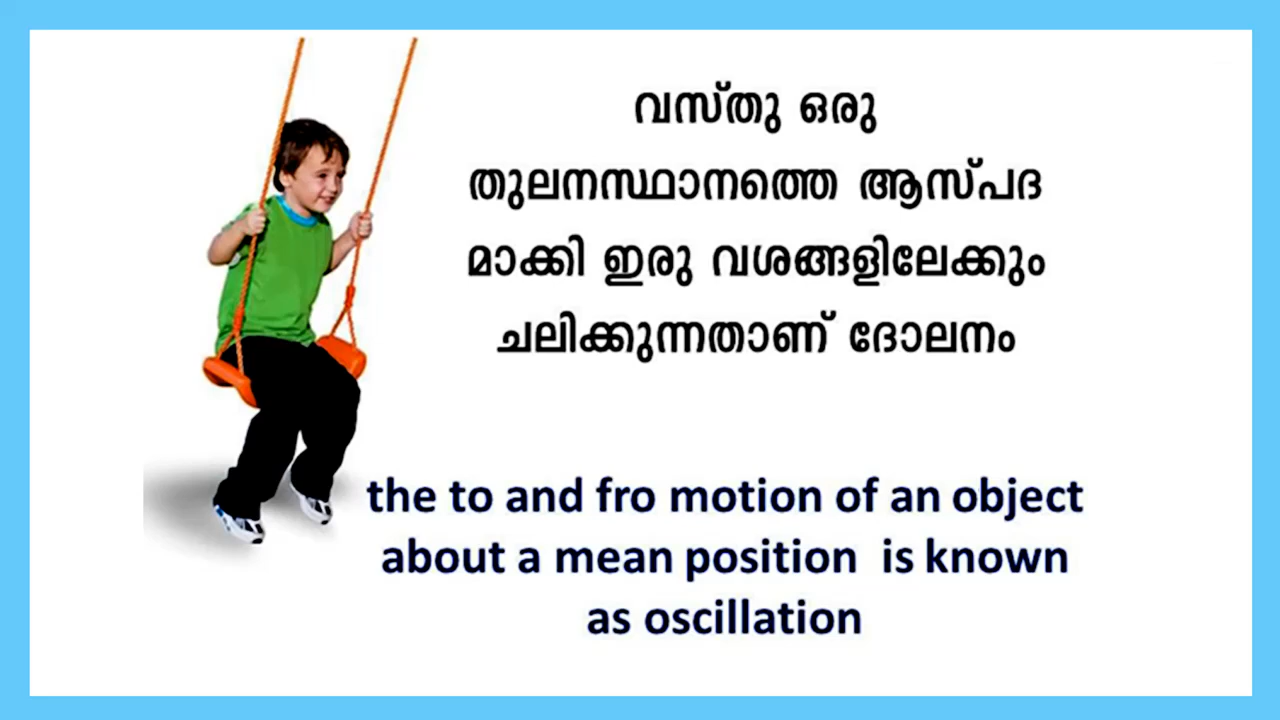 വസ്തു ഒരു
തുലനസ്ഥാനത്തെ ആസ്പദ
മാക്കി ഇരു വശങ്ങളിലേക്കും
ചലിക്കുന്നതാണ് ദോലനം
the to and fro motion of an object
about a mean position is known
as oscillation